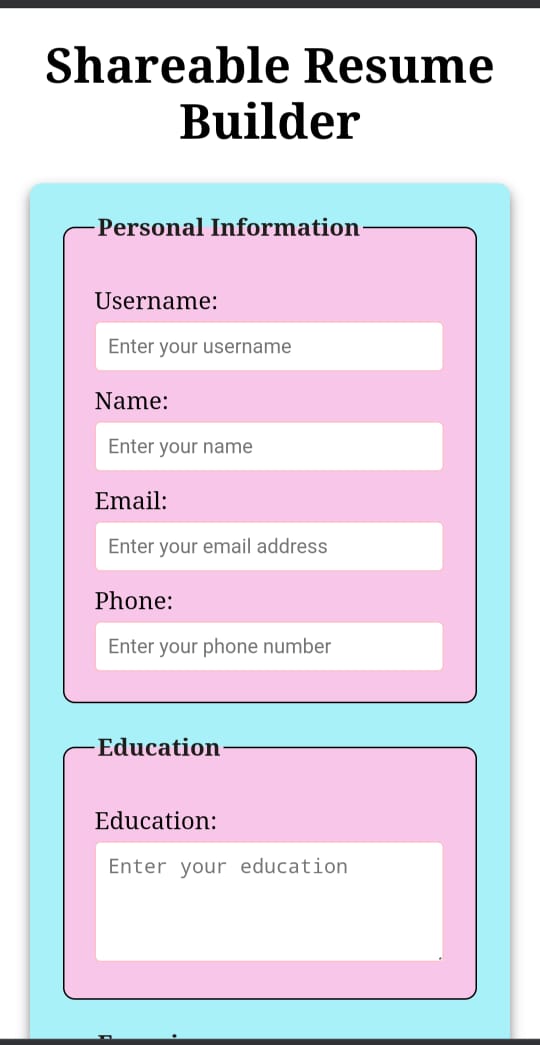 Shareable Resume
Builder
Personal Information
Username:
Enter your username
Name:
Enter your name
Email:
Enter your email address
Phone:
Enter your phone number
Education
Education:
Enter your education